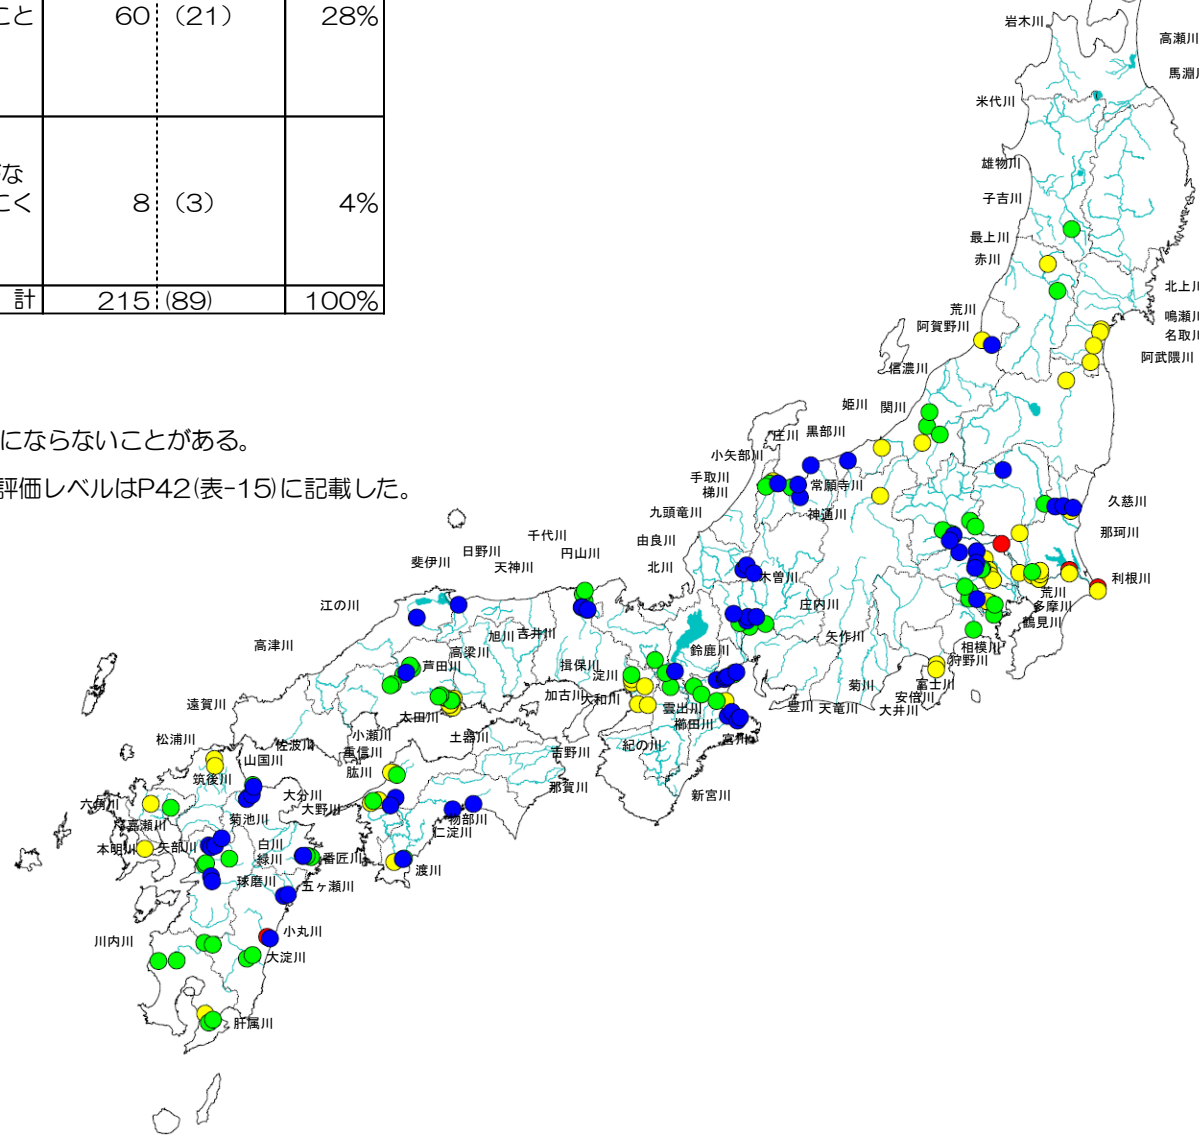 こと 60 （21） 28%
がな
にく 8 （3） 4%
計 215 (89) 100%
にならないことがある。
評価レベルはP42(表-15)に記載した。
岩木川
高瀬川
馬淵川
米代川
雄物川
子吉川
最上川
赤川
北上川
鳴瀬川
名取川
阿武隈川
荒川
阿賀野川
信濃川
姫川 関川
庄川 黒部川
小矢部川
手取川 常願寺川
梯川
神通川
九頭竜川
久慈川
那珂川
利根川
荒川
多摩川
鶴見川
相模川
狩野川
富士川
安倍川
大井川
菊川
天竜川
豊川
矢作川
庄内川
木曽川
由良川
北川
千代川
円山川
日野川
天神川
斐伊川
江の川
高津川
旭川 吉井川
高梁川
芦田川
揖保川
淀川
加古川
大和川
鈴鹿川
雲出川
櫛田川
宮川
紀の川
新宮川
太田川
小瀬川
佐波川
遠賀川
土器川
吉野川
那賀川
重信川
肱川
物部川
仁淀川
渡川
松浦川
山国川
筑後川
六角川
嘉瀬川
大分川
大野川
菊池川
本明川
矢部川
白川
緑川
番匠川
球磨川
五ヶ瀬川
小丸川
川内川
大淀川
肝属川